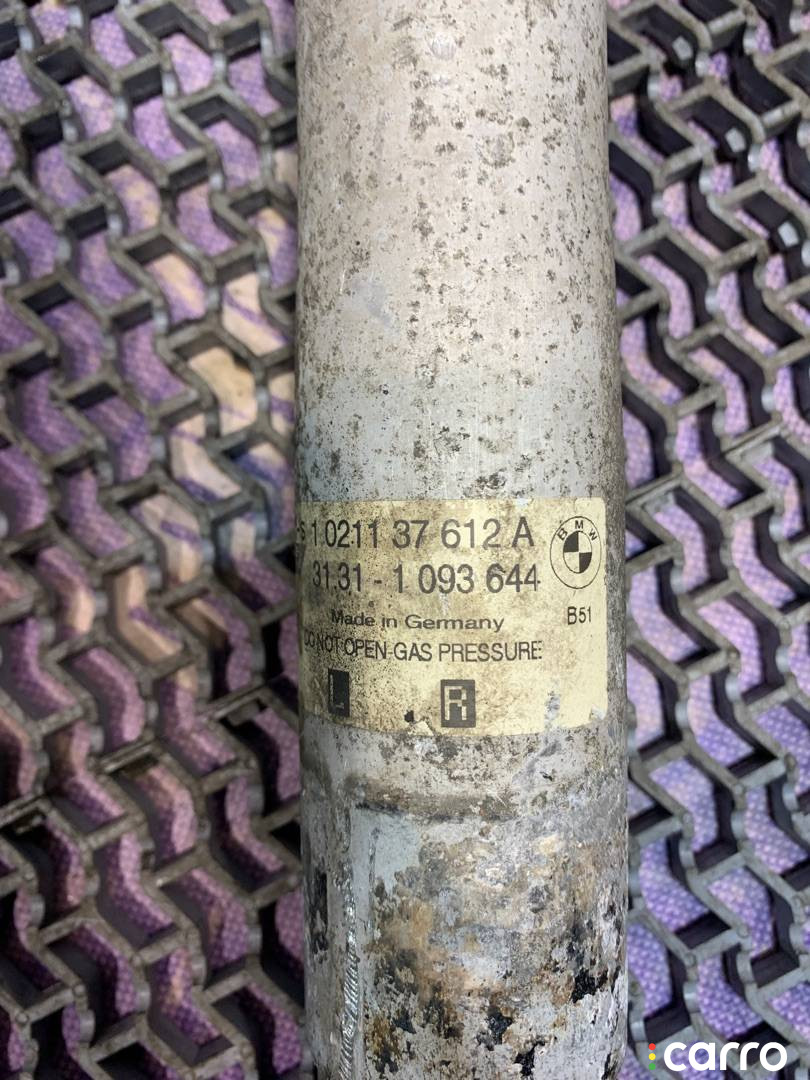 1.0211 37 612 A
31.31 - 1 093 644
BMW
Made in Germany
B51
DO NOT OPEN GAS PRESSURE
L R
carro